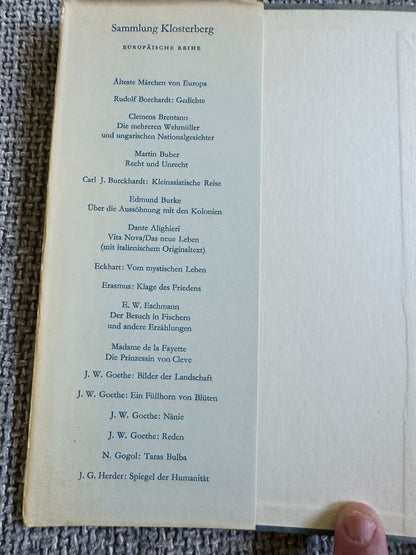 Sammlung Klosterberg
EUROPÄISCHE REIHE
Älteste Märchen von Europa
Rudolf Borchardt: Gedichte
Clemens Brentano
Die mehreren Wehmüller
und ungarischen Nationalgesichter
Martin Buber
Recht und Unrecht
Carl J. Burckhardt: Kleinasiatische Reise
Edmund Burke
Über die Aussöhnung mit den Kolonien
Dante Alighieri
Vita Nova/Das neue Leben
(mit italienischem Originaltext)
Eckhart: Vom mystischen Leben
Erasmus: Klage des Friedens
E. W. Eschmann
Der Besuch in Fischern
und andere Erzählungen
Madame de la Fayette
Die Prinzessin von Cleve
J. W. Goethe: Bilder der Landschaft
J. W. Goethe: Ein Füllhorn von Blüten
J. W. Goethe: Nänie
J. W. Goethe: Reden
N. Gogol: Taras Bulba
J. G. Herder: Spiegel der Humanität